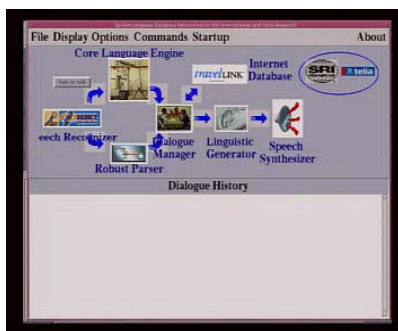 File Display Options Commands Startup About
Core Language Engine
Internet
Database
travelLINK
SRI
Telia
eech Recognizer
Dialogue
Manager
Linguistic
Generator
Speech
Synthesizer
Robust Parser
Dialogue History